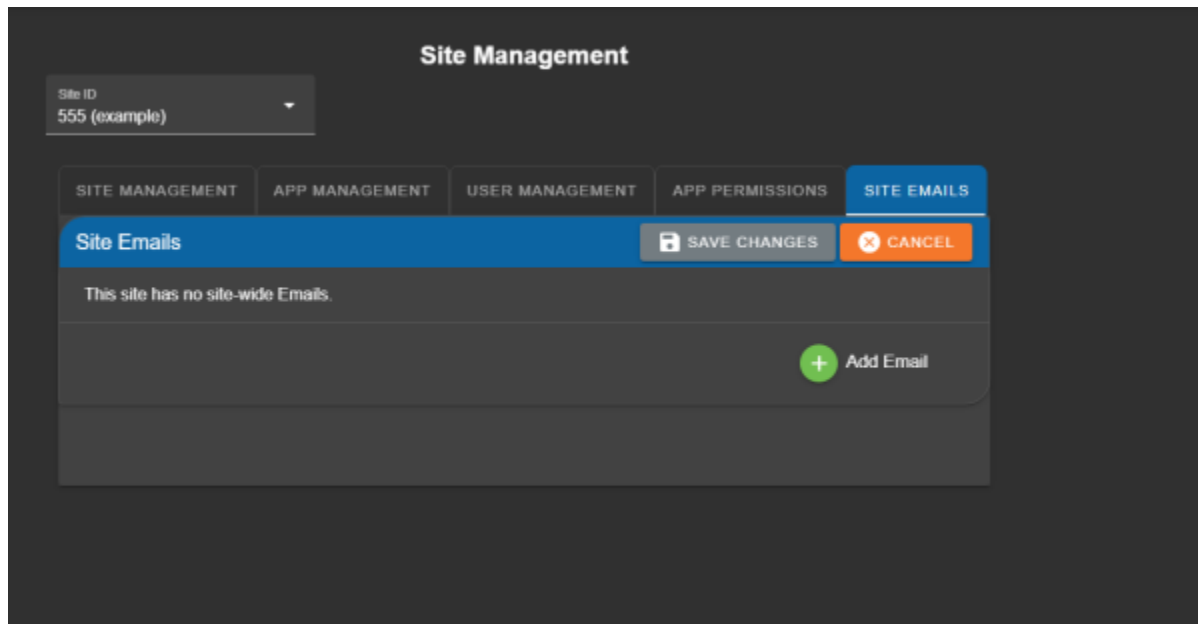 Site Management
Site ID
555 (example)
SITE MANAGEMENT APP MANAGEMENT USER MANAGEMENT APP PERMISSIONS SITE EMAILS
Site Emails SAVE CHANGES CANCEL
This site has no site-wide Emails.
Add Email